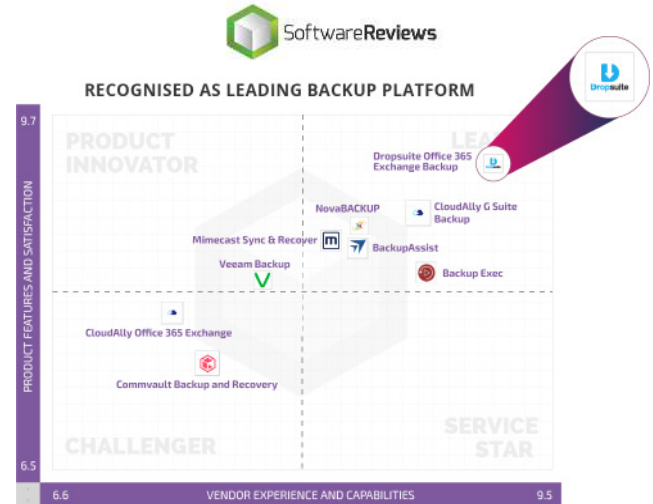 SoftwareReviews
RECOGNISED AS LEADING BACKUP PLATFORM
Dropsuite
9.7
PRODUCT
INNOVATOR
LEA
Dropsuite Office 365
Exchange Backup
NovaBACKUP
CloudAlly G Suite
Backup
Mimecast Sync & Recover
m
BackupAssist
Veeam Backup
Backup Exec
CloudAlly Office 365 Exchange
Commvault Backup and Recovery
CHALLENGER
SERVICE
STAR
PRODUCT FEATURES AND SATISFACTION
6.5
6.6
VENDOR EXPERIENCE AND CAPABILITIES
9.5